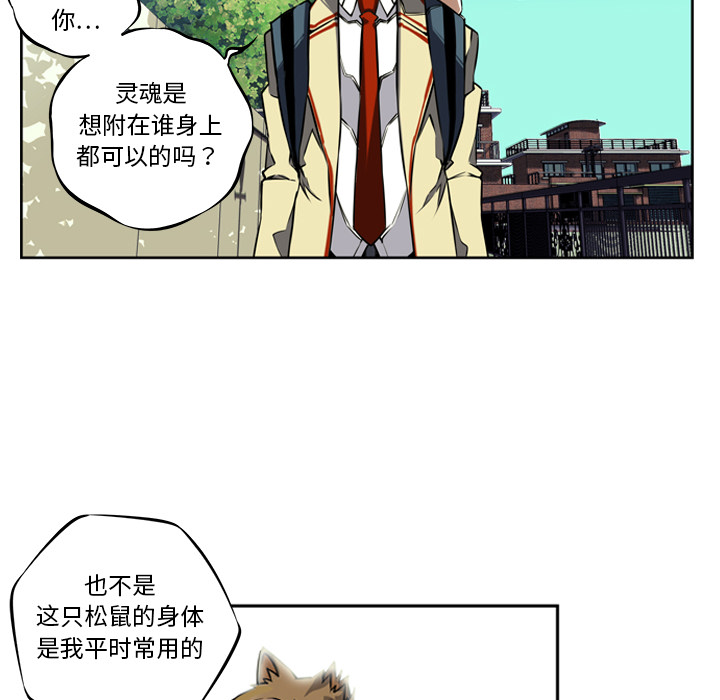 你...
灵魂是
想附在谁身上
都可以的吗？
也不是
这只松鼠的身体
是我平时常用的